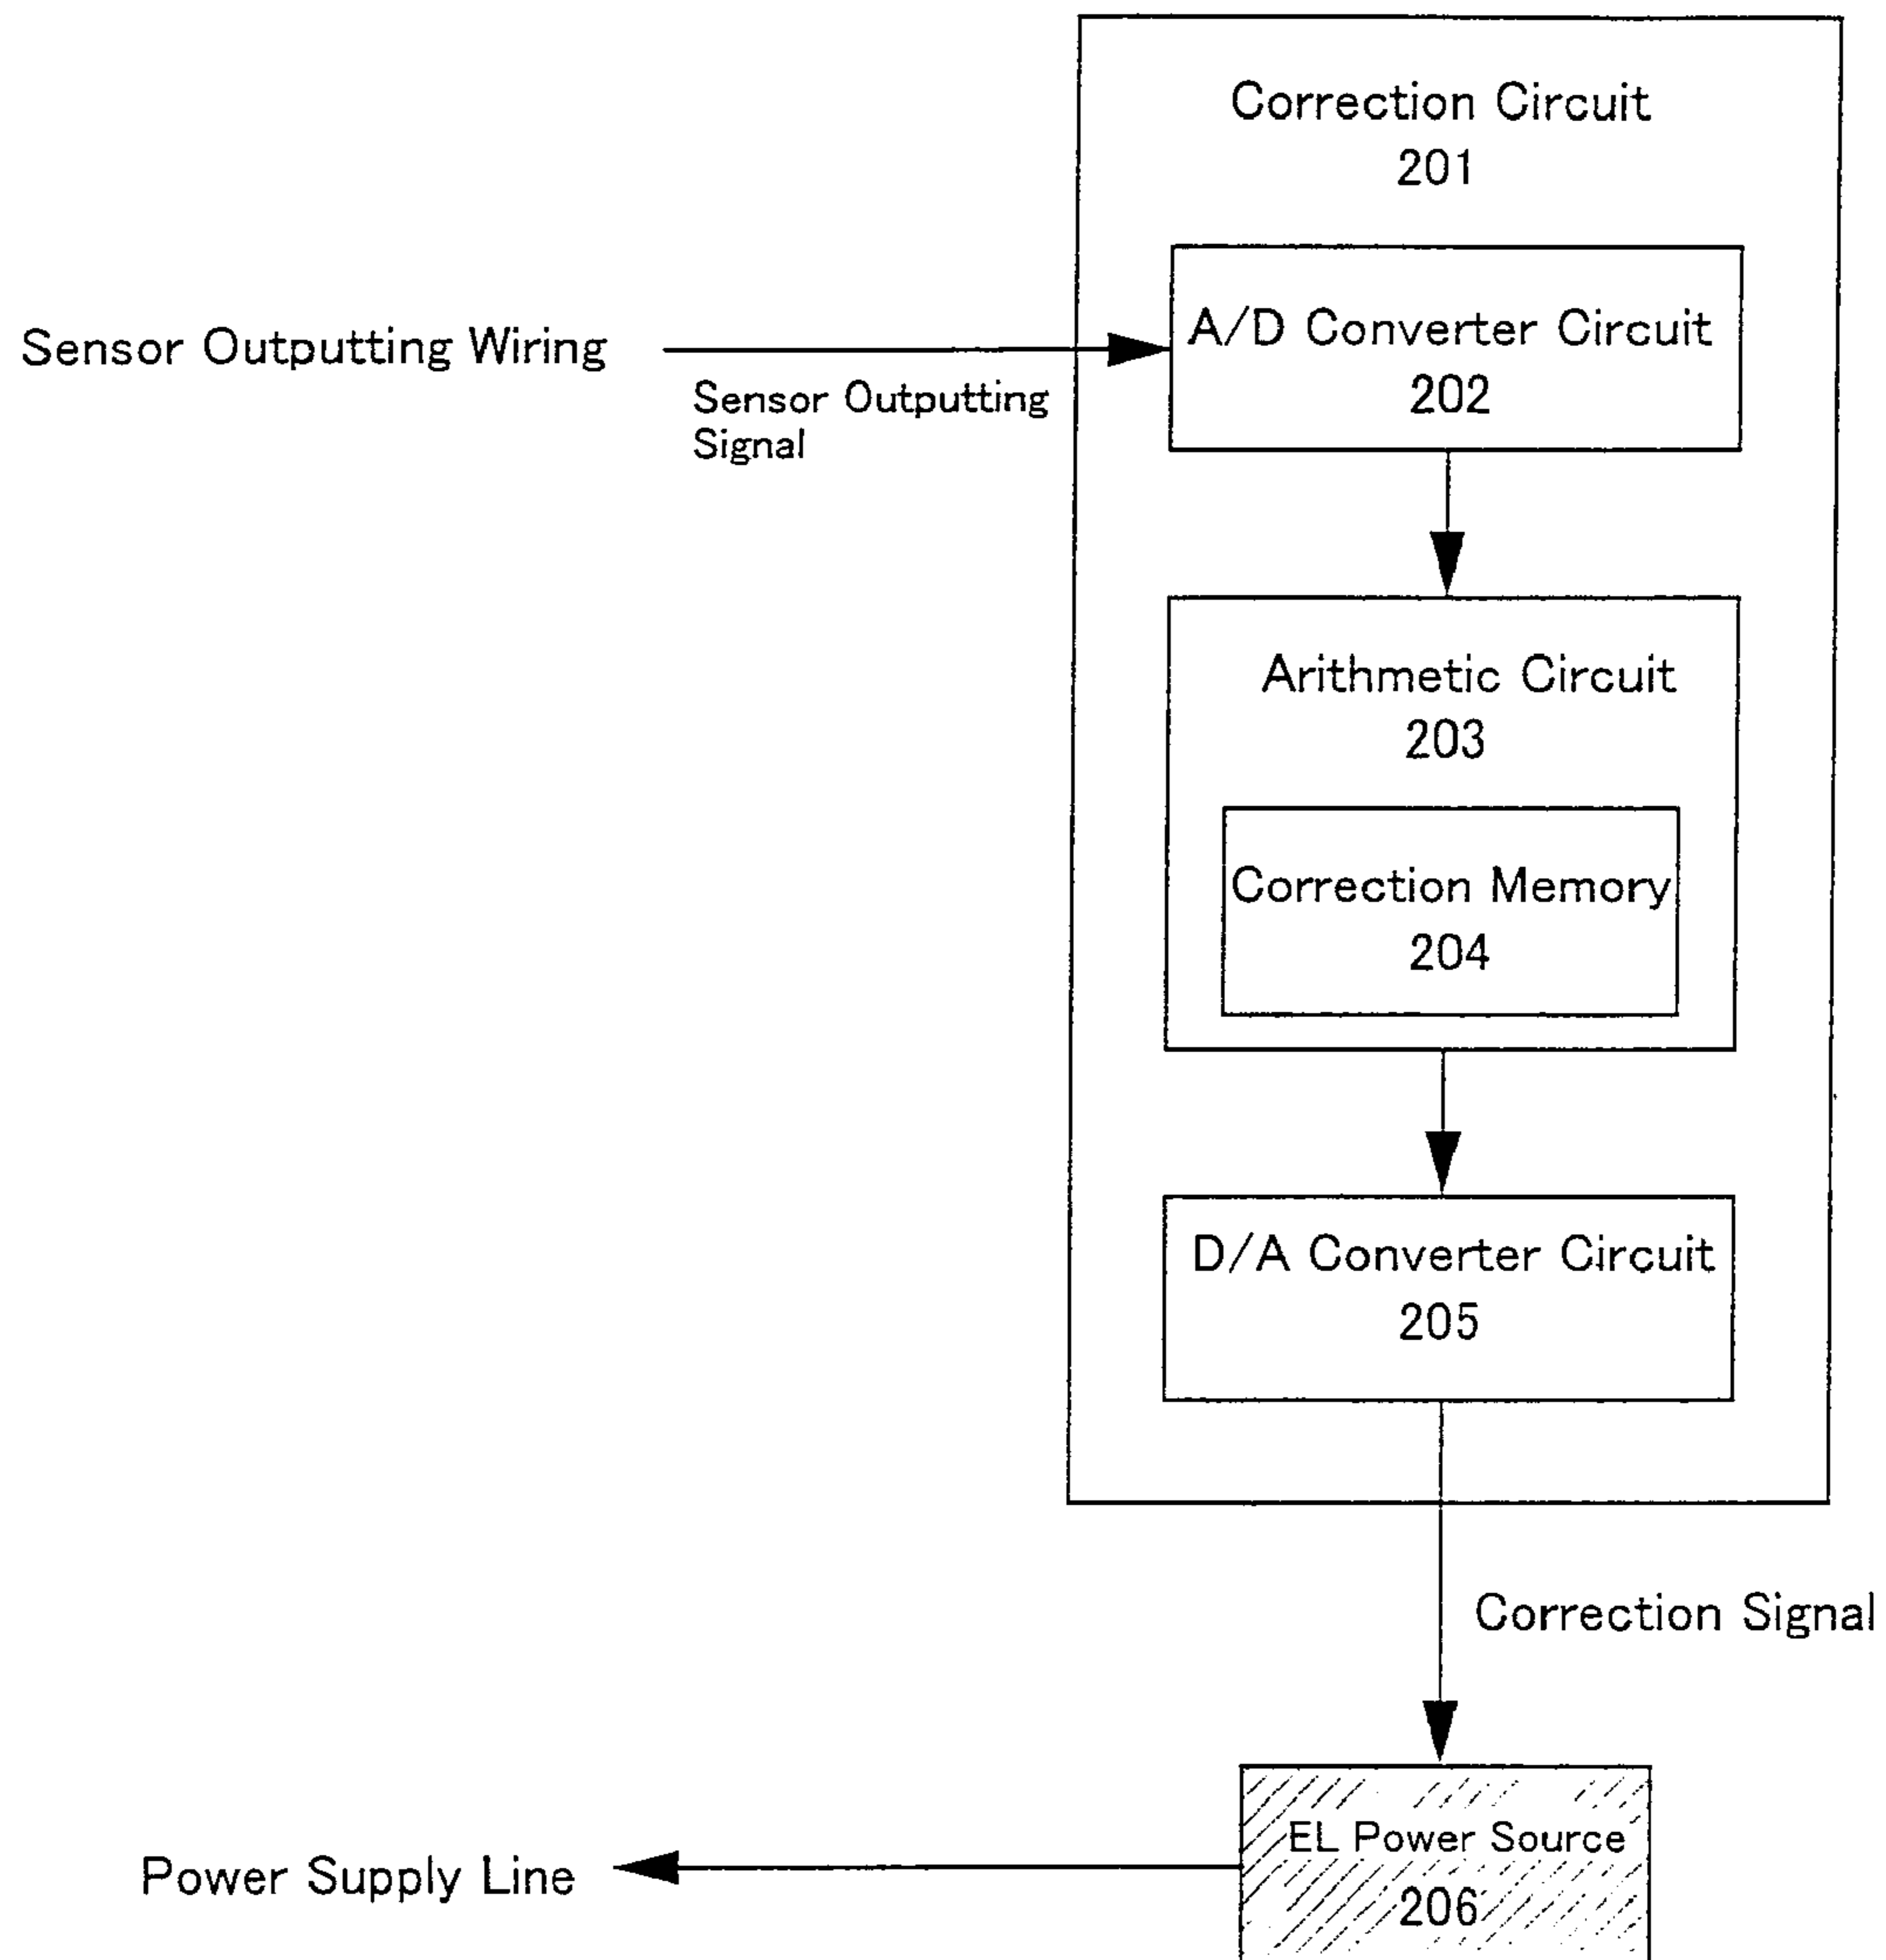 Correction Circuit
201
A/D Converter Circuit
202
Sensor Outputting Wiring
Sensor Outputting
Signal
Arithmetic Circuit
203
Correction Memory
204
D/A Converter Circuit
205
Correction Signal
EL Power Source
206
Power Supply Line